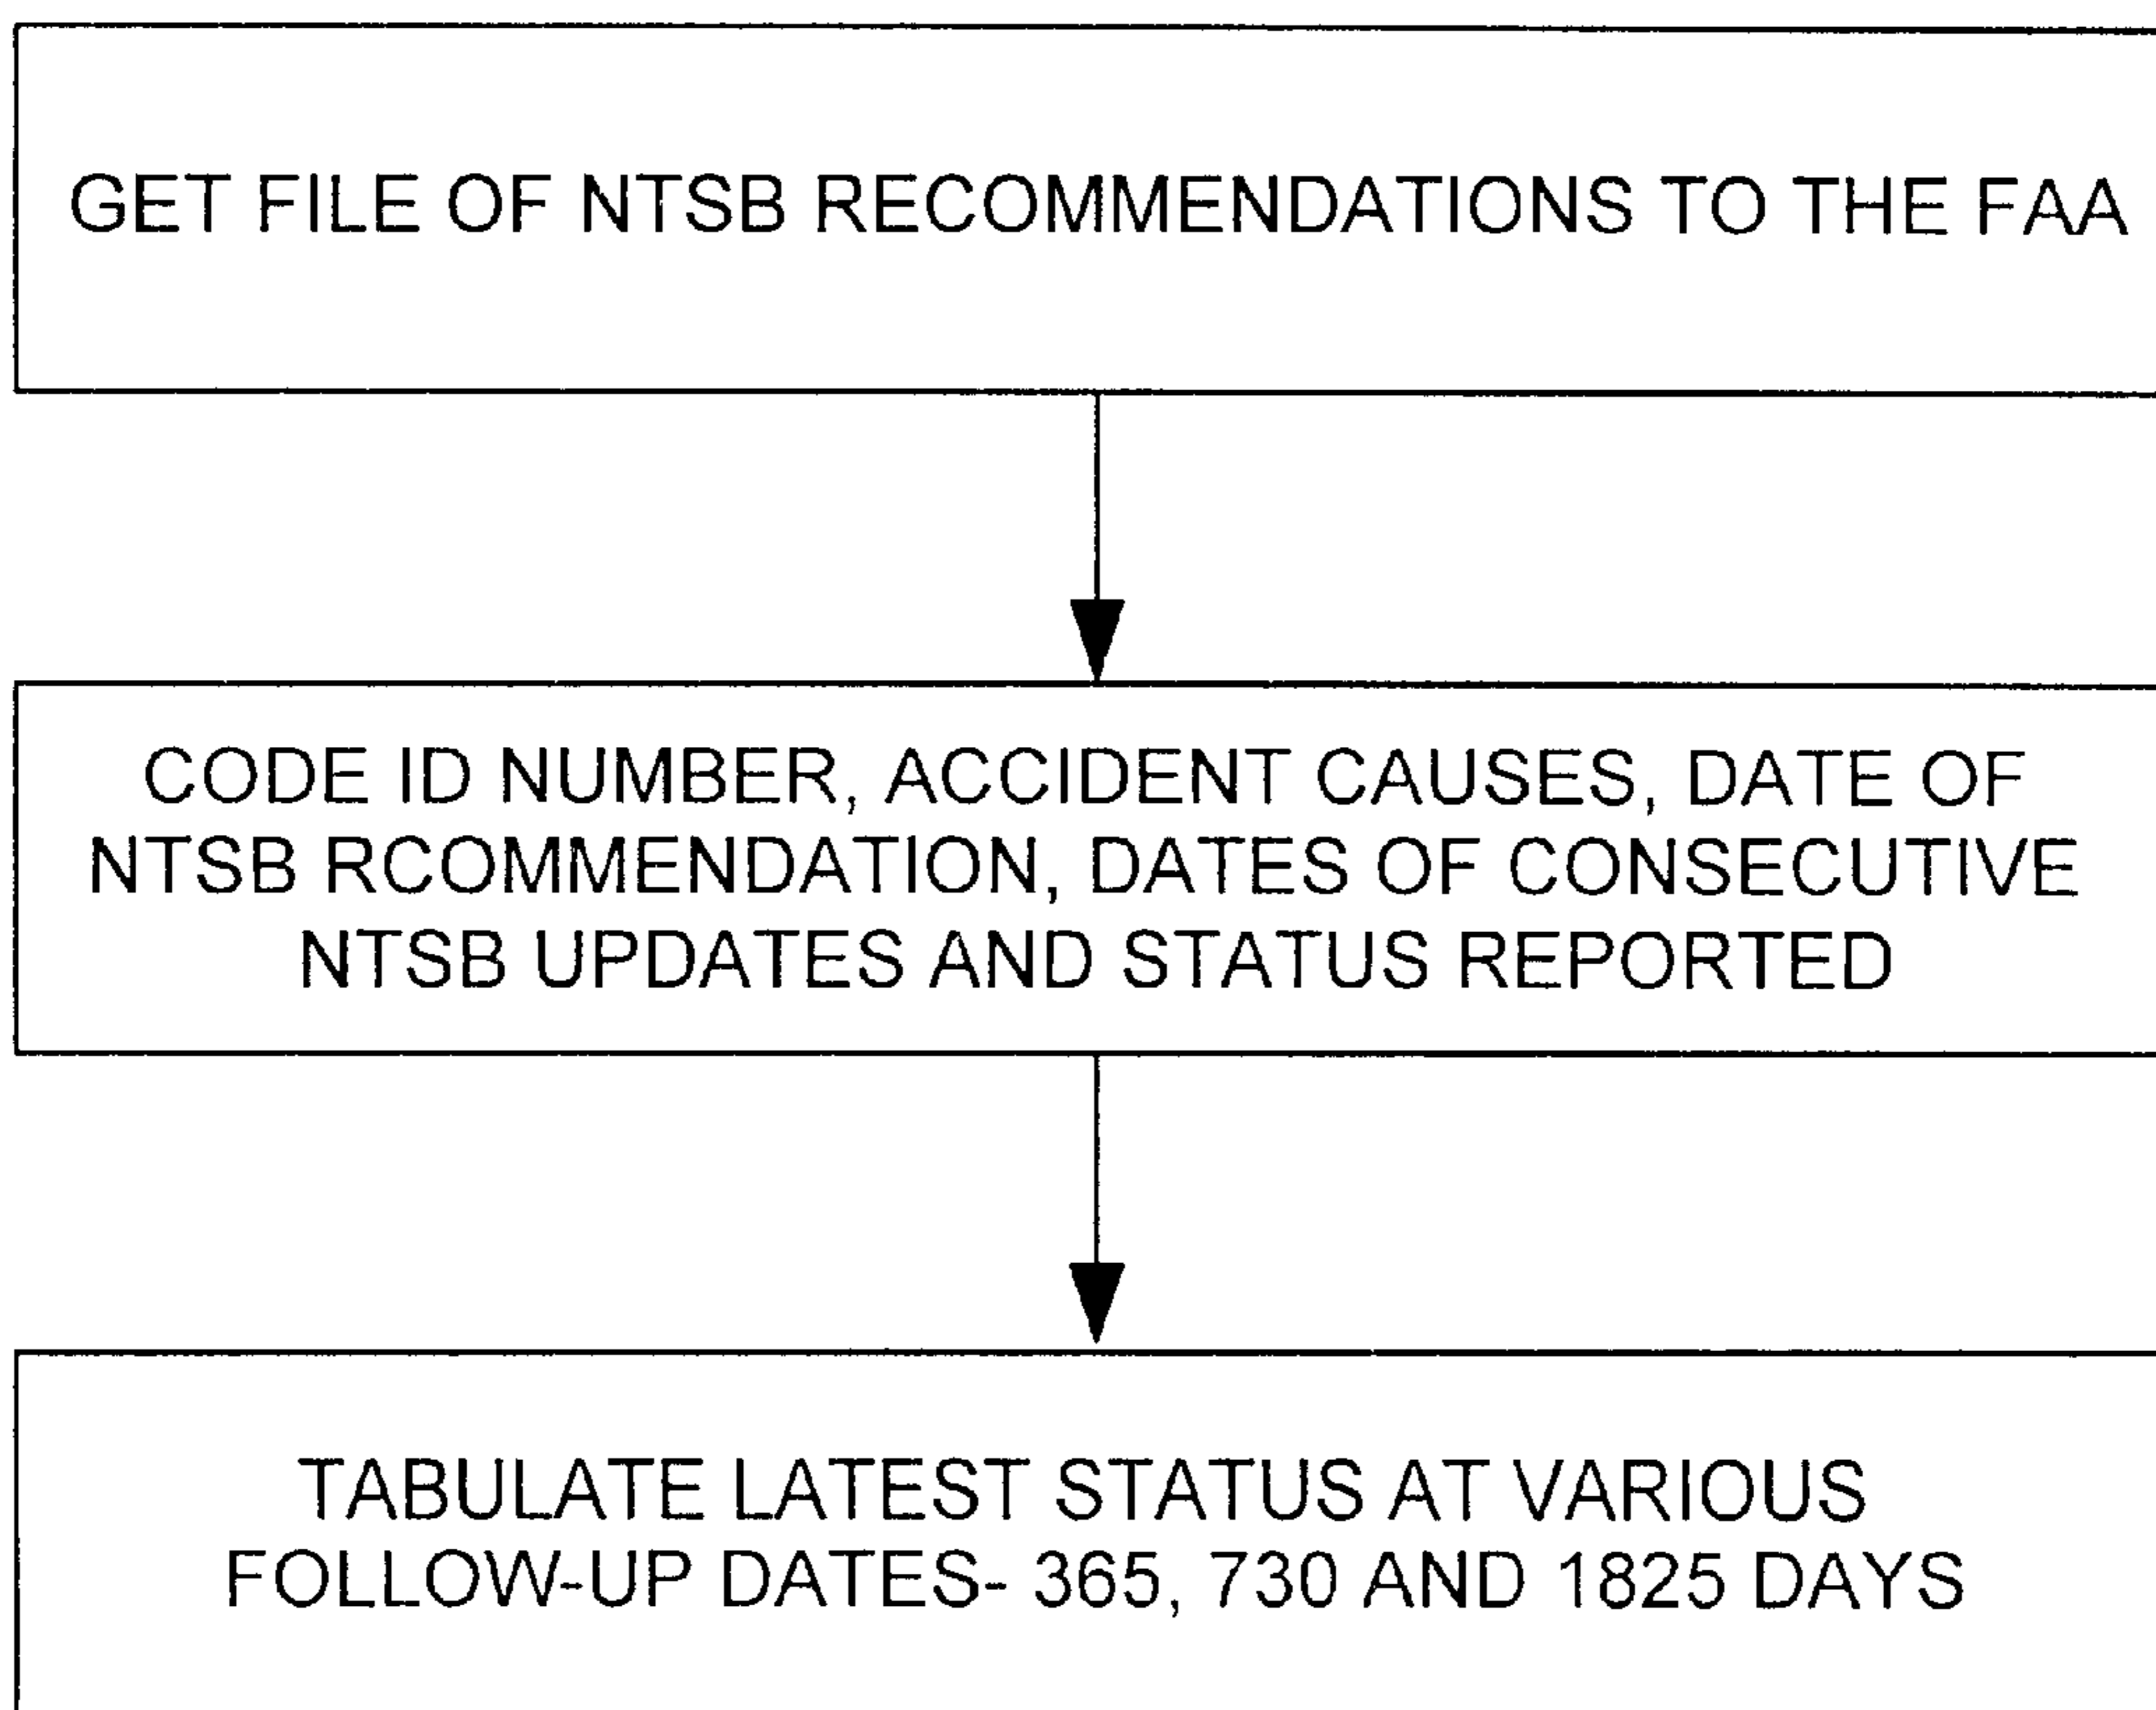 GET FILE OF NTSB RECOMMENDATIONS TO THE FAA
CODE ID NUMBER, ACCIDENT CAUSES, DATE OF
NTSB RCOMMENDATION, DATES OF CONSECUTIVE
NTSB UPDATES AND STATUS REPORTED
TABULATE LATEST STATUS AT VARIOUS
FOLLOW-UP DATES- 365, 730 AND 1825 DAYS